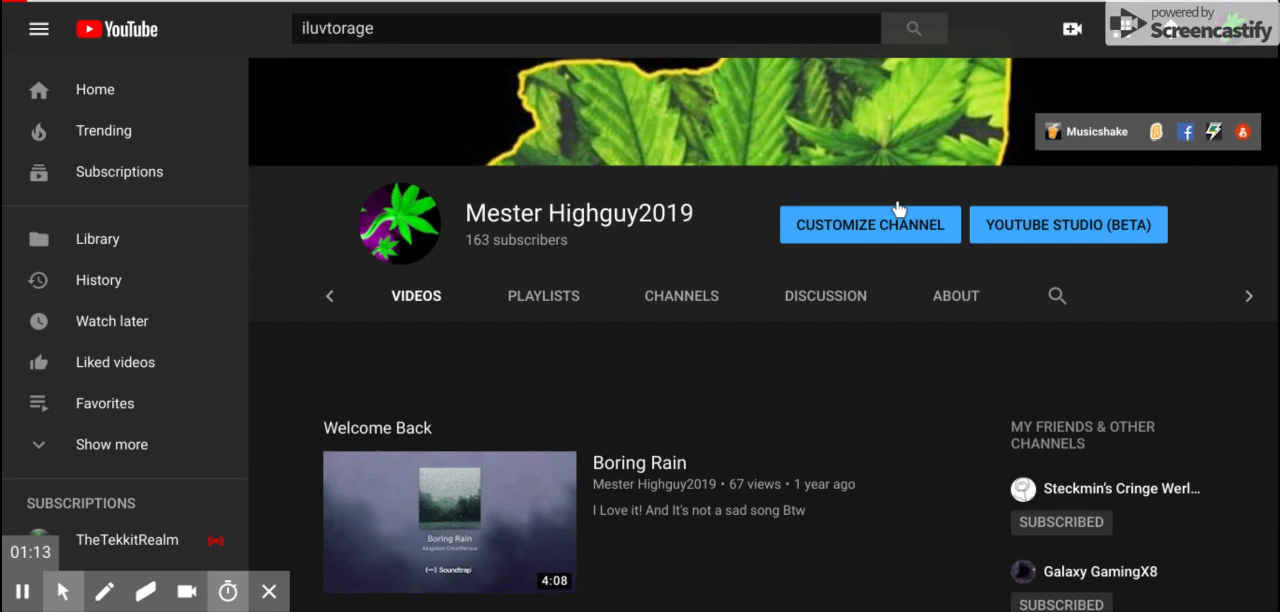 YouTube
iluvtorage
powered by
Screencastify
Home
Trending
Subscriptions
Library
History
Watch later
Liked videos
Favorites
Show more
SUBSCRIPTIONS
TheTekkitRealm
01:13
Musicshake
Mester Highguy2019
163 subscribers
CUSTOMIZE CHANNEL
YOUTUBE STUDIO (BETA)
VIDEOS PLAYLISTS CHANNELS DISCUSSION ABOUT
Welcome Back
Boring Rain
(–) Soundtrap
4:08
Boring Rain
Mester Highguy2019 • 67 views • 1 year ago
I Love it! And It's not a sad song Btw
MY FRIENDS & OTHER
CHANNELS
Steckmin's Cringe Werl...
SUBSCRIBED
Galaxy GamingX8
SUBSCRIBED